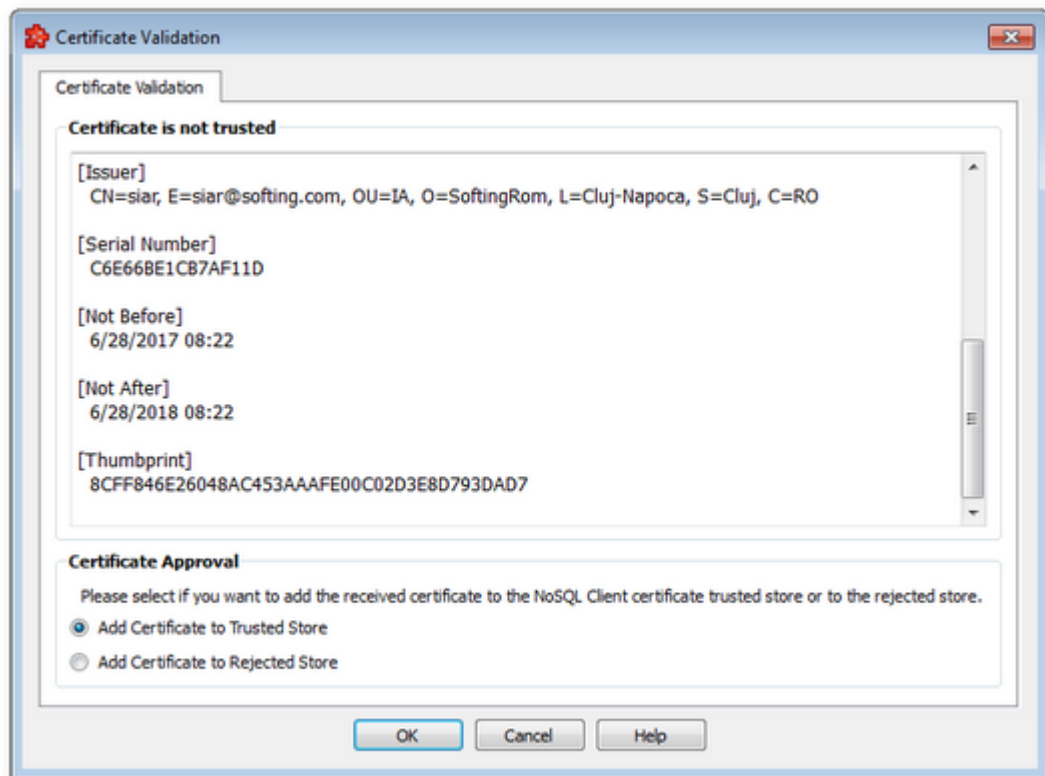 Certificate Validation
Certificate Validation
Certificate is not trusted
[Issuer]
CN=siar, E=siar@softing.com, OU=IA, O=SoftingRom, L=Cluj-Napoca, S=Cluj, C=RO
[Serial Number]
C6E66BE1CB7AF11D
[Not Before]
6/28/2017 08:22
[Not After]
6/28/2018 08:22
[Thumbprint]
8CFF846E26048AC453AAAFE00C02D3E8D793DAD7
Certificate Approval
Please select if you want to add the received certificate to the NoSQL Client certificate trusted store or to the rejected store.
Add Certificate to Trusted Store
Add Certificate to Rejected Store
OK Cancel Help